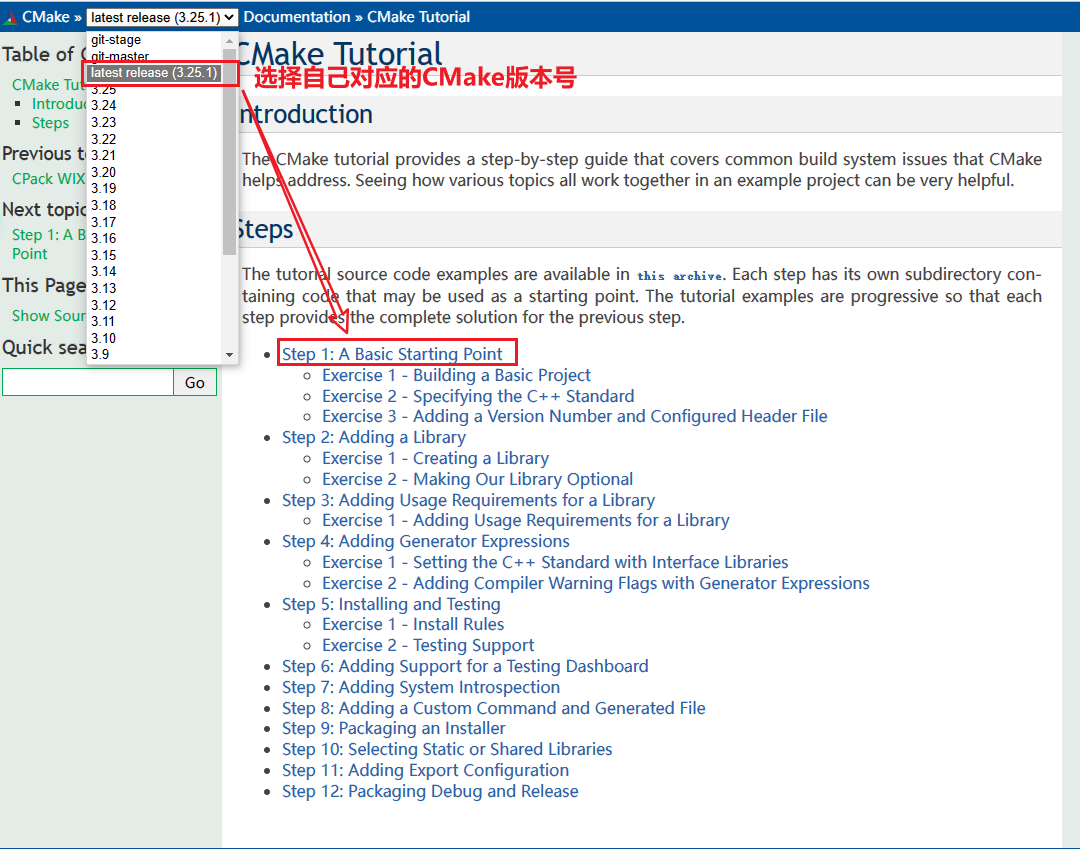 CMake » latest release (3.25.1) Documentation » CMake Tutorial
git-stage
git-master
latest release (3.25.1)
3.25
3.24
3.23
3.22
3.21
3.20
3.19
3.18
3.17
3.16
3.15
3.14
3.13
3.12
3.11
3.10
3.9
选择自己对应的CMake版本号
Table of
CMake Tut
Introduc
Steps
Previous t
CPack WIX
Next topic
Step 1: A B
Point
This Page
Show Sour
Quick sea
Go
CMake Tutorial
Introduction
The CMake tutorial provides a step-by-step guide that covers common build system issues that CMake
helps address. Seeing how various topics all work together in an example project can be very helpful.
Steps
The tutorial source code examples are available in this archive. Each step has its own subdirectory con-
taining code that may be used as a starting point. The tutorial examples are progressive so that each
step provides the complete solution for the previous step.
Step 1: A Basic Starting Point
Exercise 1 - Building a Basic Project
Exercise 2 - Specifying the C++ Standard
Exercise 3 - Adding a Version Number and Configured Header File
Step 2: Adding a Library
Exercise 1 - Creating a Library
Exercise 2 - Making Our Library Optional
Step 3: Adding Usage Requirements for a Library
Exercise 1 - Adding Usage Requirements for a Library
Step 4: Adding Generator Expressions
Exercise 1 - Setting the C++ Standard with Interface Libraries
Exercise 2 - Adding Compiler Warning Flags with Generator Expressions
Step 5: Installing and Testing
Exercise 1 - Install Rules
Exercise 2 - Testing Support
Step 6: Adding Support for a Testing Dashboard
Step 7: Adding System Introspection
Step 8: Adding a Custom Command and Generated File
Step 9: Packaging an Installer
Step 10: Selecting Static or Shared Libraries
Step 11: Adding Export Configuration
Step 12: Packaging Debug and Release